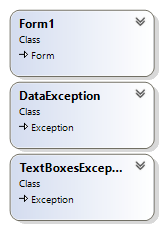 Form1
Class
Form
DataException
Class
Exception
TextBoxesExcep...
Class
Exception